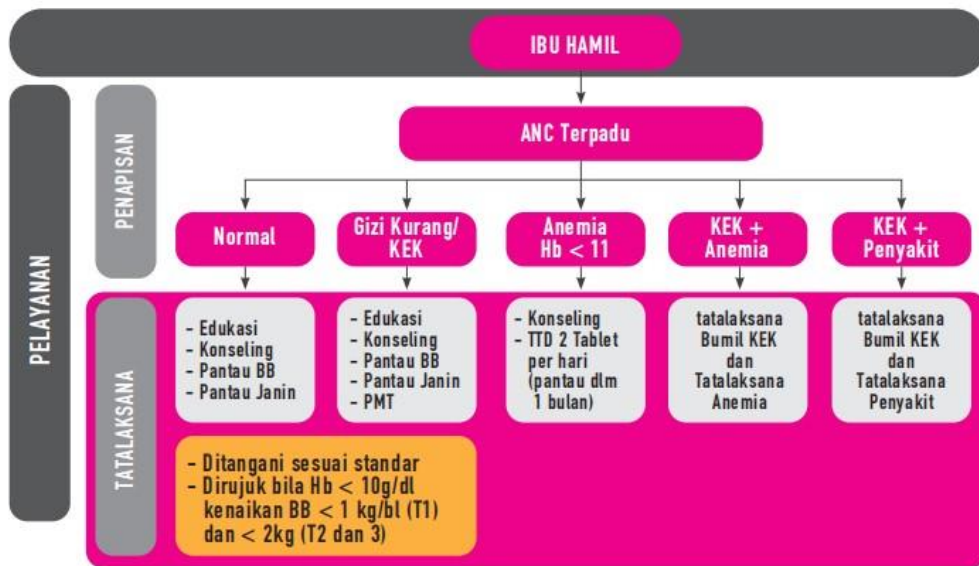 IBU HAMIL
ANC Terpadu
PELAYANAN
PENAPISAN
Normal
Gizi Kurang/
KEK
Anemia
Hb < 11
KEK +
Anemia
KEK +
Penyakit
TATALAKSANA
- Edukasi
- Konseling
- Pantau BB
- Pantau Janin
- Edukasi
- Konseling
- Pantau BB
- Pantau Janin
- PMT
- Konseling
- TTD 2 Tablet
per hari
(pantau dlm
1 bulan)
tatalaksana
Bumil KEK
dan
Tatalaksana
Anemia
tatalaksana
Bumil KEK
dan
Tatalaksana
Penyakit
- Ditangani sesuai standar
- Dirujuk bila Hb < 10g/dl
kenaikan BB < 1 kg/bl (T1)
dan < 2kg (T2 dan 3)